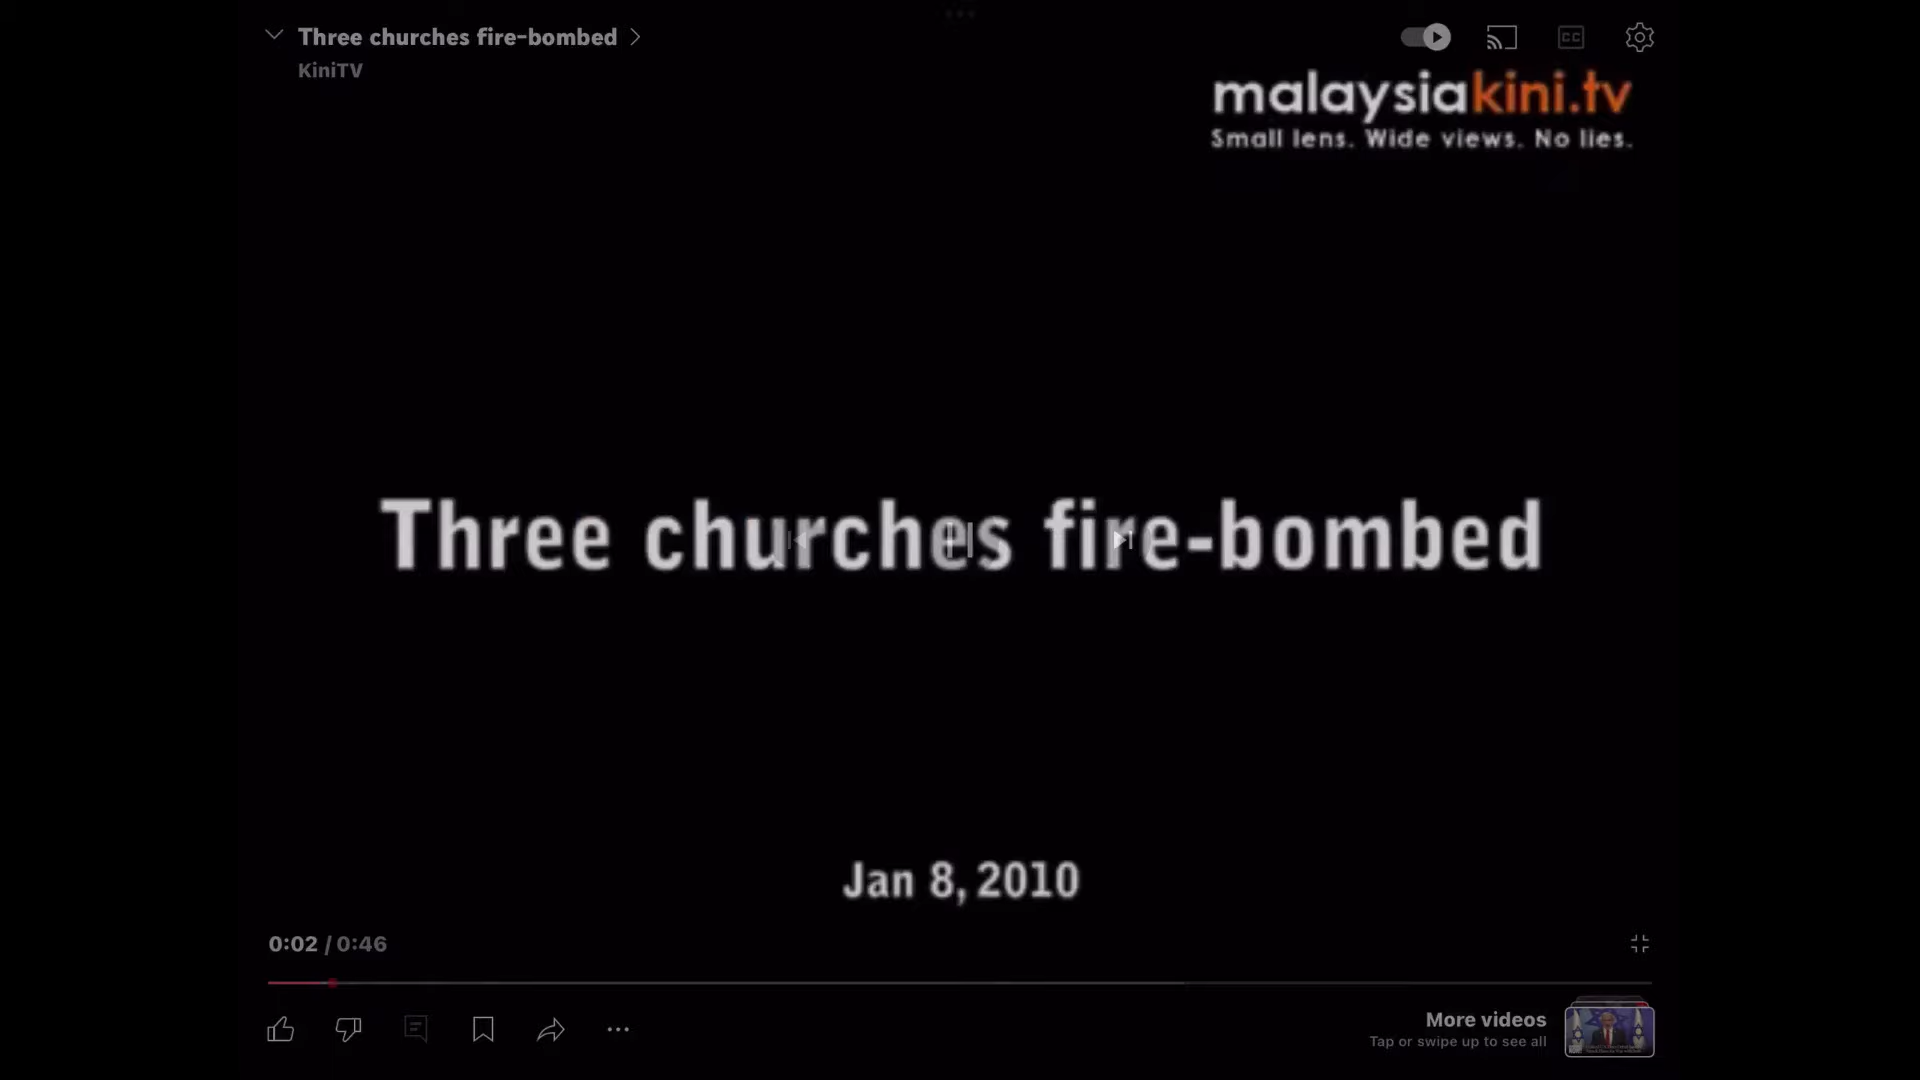 Three churches fire-bombed
KiniTV
CC
malaysiakini.tv
Small lens. Wide views. No lies.
Three churches fire-bombed
Jan 8, 2010
0:02 / 0:46
More videos
Tap or swipe up to see all